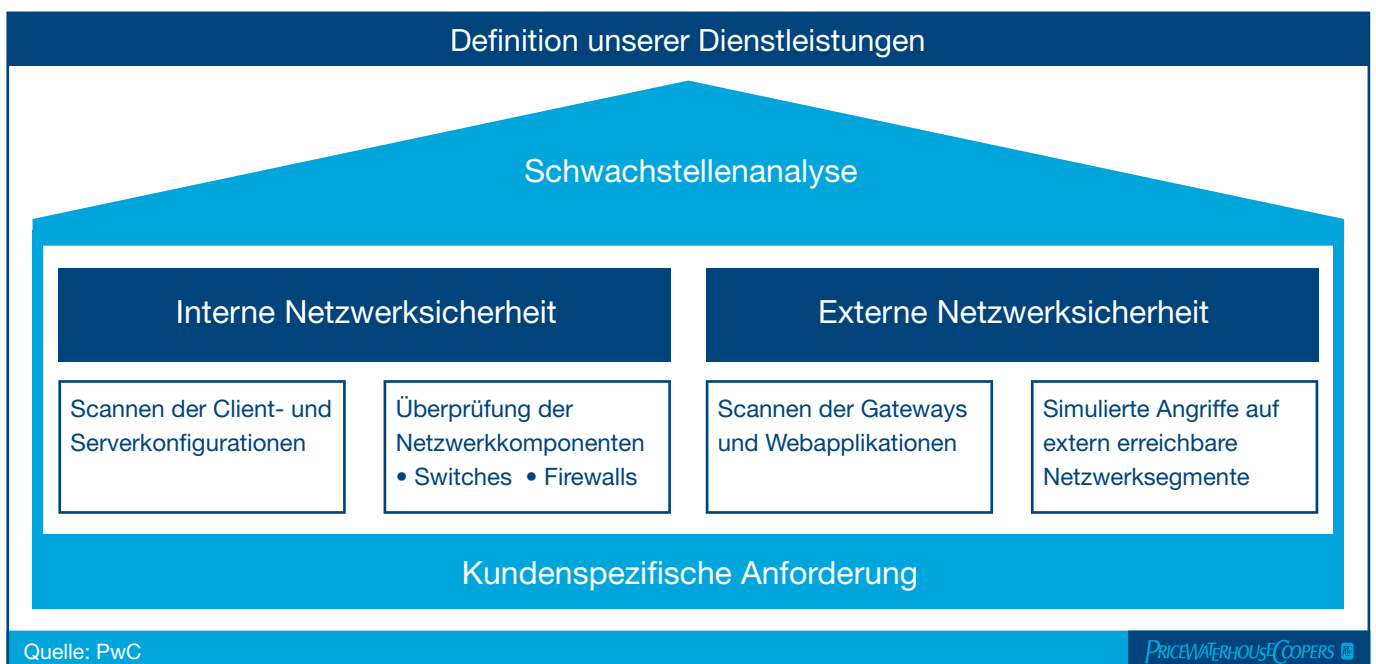 Definition unserer Dienstleistungen
Schwachstellenanalyse
Interne Netzwerksicherheit
Externe Netzwerksicherheit
Scannen der Client- und
Serverkonfigurationen
Überprüfung der
Netzwerkkomponenten
• Switches • Firewalls
Scannen der Gateways
und Webapplikationen
Simulierte Angriffe auf
extern erreichbare
Netzwerksegmente
Kundenspezifische Anforderung
Quelle: PwC
PRICEWATERHOUSECOOPERS